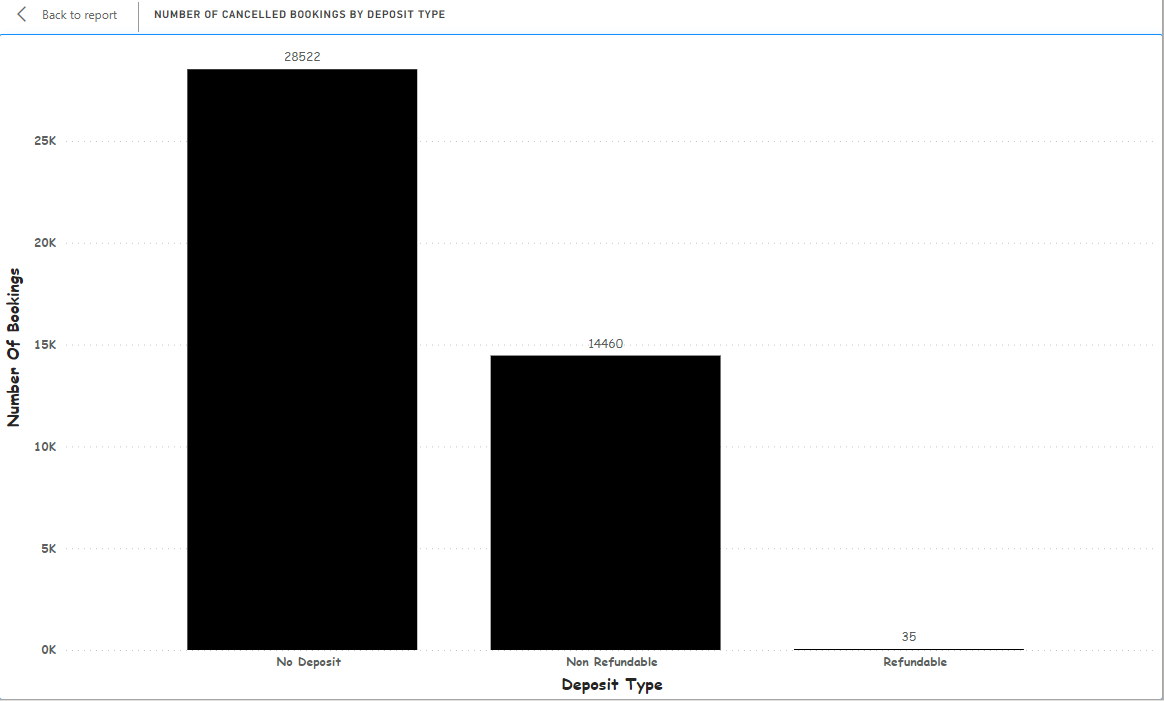 Back to report
NUMBER OF CANCELLED BOOKINGS BY DEPOSIT TYPE
28522
25K
20K
Number Of Bookings
15K
14460
10K
5K
35
0K
No Deposit
Non Refundable
Refundable
Deposit Type